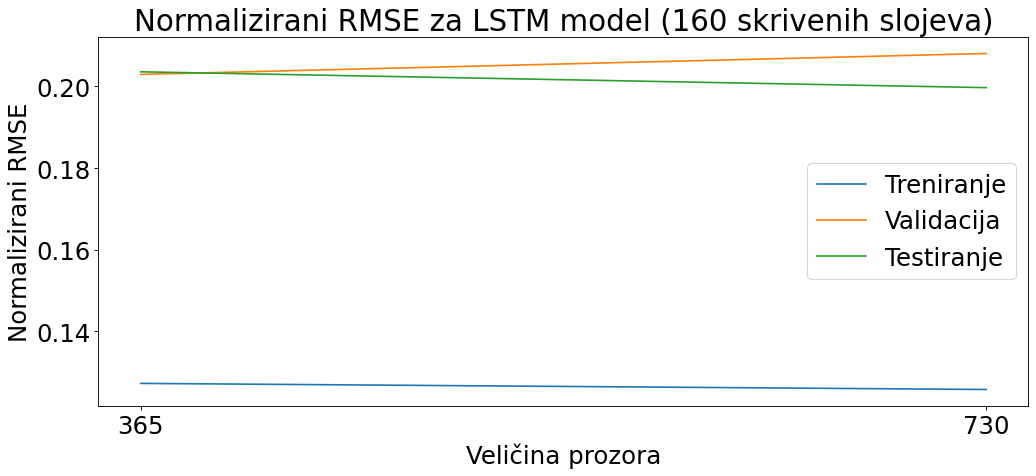 Normalizirani RMSE za LSTM model (160 skrivenih slojeva)
Normalizirani RMSE
0.20
0.18
0.16
0.14
Treniranje
Validacija
Testiranje
365
730
Veličina prozora